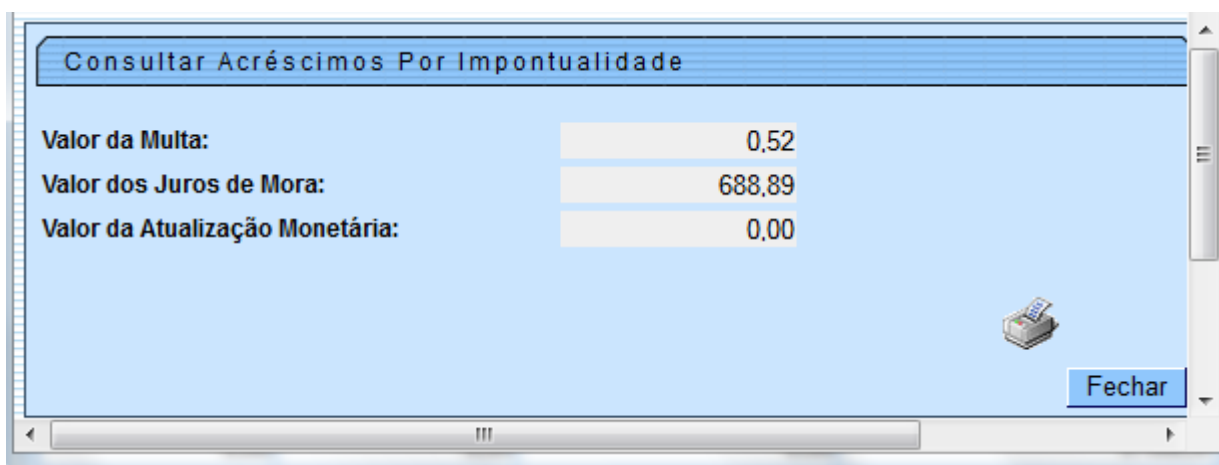 Consultar Acréscimos Por Impontualidade
Valor da Multa: 0,52
Valor dos Juros de Mora: 688,89
Valor da Atualização Monetária: 0,00
Fechar